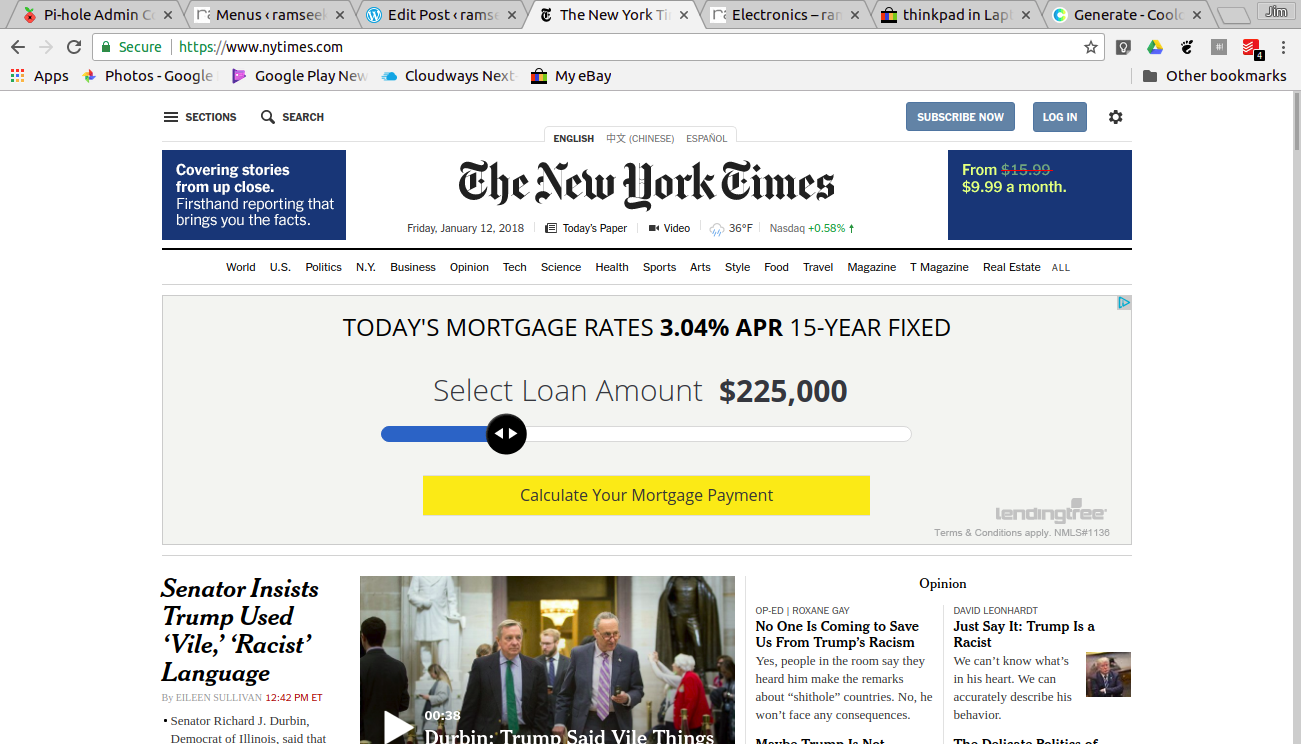 Pi-hole Admin C
Menus ‹ ramseek
Edit Post ‹ ramse
The New York Ti
Electronics – ram
thinkpad in Lap
Generate - Cool
Jim
Secure
https://www.nytimes.com
4
Apps
Photos - Google
Google Play New
Cloudways Next
My eBay
Other bookmarks
SECTIONS
SEARCH
SUBSCRIBE NOW
LOG IN
ENGLISH
中文 (CHINESE)
ESPAÑOL
Covering stories
from up close.
Firsthand reporting that
brings you the facts.
The New York Times
From $15.99
$9.99 a month.
Friday, January 12, 2018
Today's Paper
Video
36°F
Nasdaq +0.58% ↑
World U.S. Politics N.Y. Business Opinion Tech Science Health Sports Arts Style Food Travel Magazine T Magazine Real Estate ALL
TODAY'S MORTGAGE RATES 3.04% APR 15-YEAR FIXED
Select Loan Amount $225,000
Calculate Your Mortgage Payment
lendingtree
Terms & Conditions apply. NMLS#1136
Senator Insists
Trump Used
‘Vile,’ ‘Racist’
Language
By EILEEN SULLIVAN 12:42 PM ET
• Senator Richard J. Durbin,
Democrat of Illinois, said that
00:38
Durbin: Trump Said Vile Things
Opinion
OP-ED | ROXANE GAY
No One Is Coming to Save
Us From Trump's Racism
Yes, people in the room say they
heard him make the remarks
about “shithole” countries. No, he
won’t face any consequences.
Maybe Trump Is Not
DAVID LEONHARDT
Just Say It: Trump Is a
Racist
We can’t know what’s
in his heart. We can
accurately describe his
behavior.
The Delicate Politics of